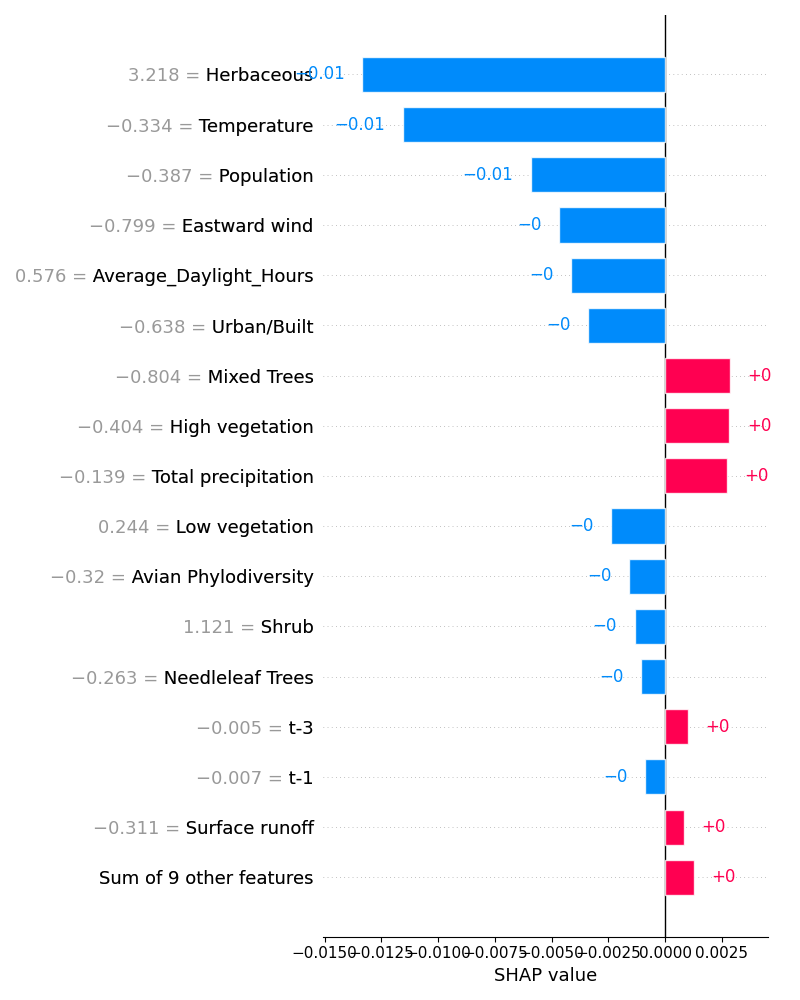 3.218 = Herbaceous −0.01
−0.334 = Temperature −0.01
−0.387 = Population −0.01
−0.799 = Eastward wind −0
0.576 = Average_Daylight_Hours −0
−0.638 = Urban/Built −0
−0.804 = Mixed Trees +0
−0.404 = High vegetation +0
−0.139 = Total precipitation +0
0.244 = Low vegetation −0
−0.32 = Avian Phylodiversity −0
1.121 = Shrub −0
−0.263 = Needleleaf Trees −0
−0.005 = t-3 +0
−0.007 = t-1 −0
−0.311 = Surface runoff +0
Sum of 9 other features +0
−0.0150 −0.0125 −0.0100 −0.0075 −0.0050 −0.0025 0.0000 0.0025
SHAP value